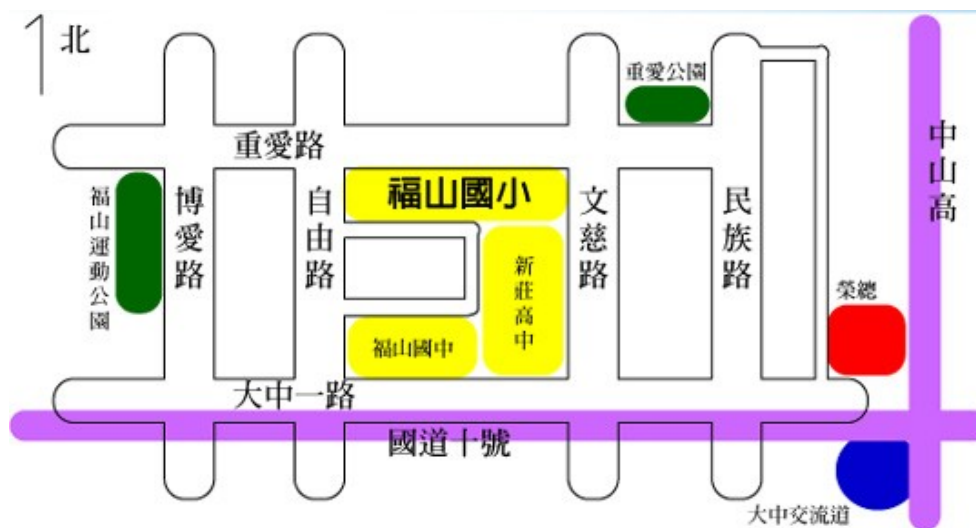 北
重愛公園
重愛路
中山高
福山國小
福山運動公園
博愛路
自由路
文慈路
民族路
新莊高中
榮總
福山國中
大中一路
國道十號
大中交流道